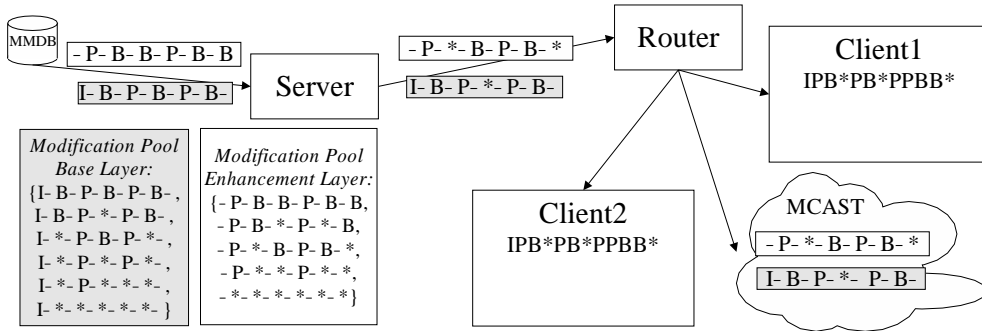 MMDB
- P- B- B- P- B- B
I- B- P- B- P- B-
Server
- P- *- B- P- B- *
I- B- P- *- P- B-
Router
Client1
IPB*PB*PPBB*
Modification Pool
Base Layer:
{I- B- P- B- P- B- ,
I- B- P- *- P- B- ,
I- *- P- B- P- *- ,
I- *- P- *- P- *- ,
I- *- P- *- *- *- ,
I- *- *- *- *- *- }
Modification Pool
Enhancement Layer:
{- P- B- B- P- B- B,
- P- B- *- P- *- B,
- P- *- B- P- B- *,
- P- *- *- P- *- *,
- *- *- *- *- *- *}
Client2
IPB*PB*PPBB*
MCAST
- P- *- B- P- B- *
I- B- P- *- P- B-